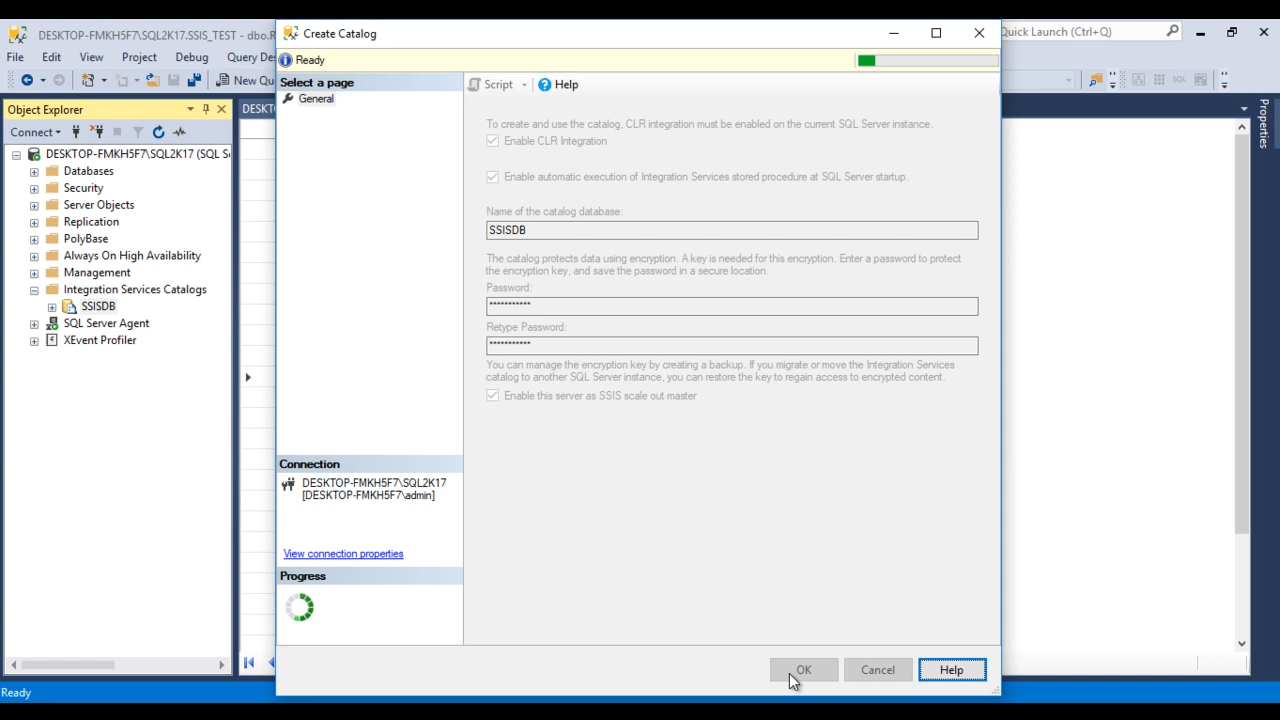 DESKTOP-FMKH5F7\SQL2K17.SSIS_TEST - dbo.R
Create Catalog
Quick Launch (Ctrl+Q)
File Edit View Project Debug Query De
Ready
New Qu
Select a page
General
Script Help
Object Explorer
DESKT
Properties
Connect
DESKTOP-FMKH5F7\SQL2K17 (SQL S
Databases
Security
Server Objects
Replication
PolyBase
Always On High Availability
Management
Integration Services Catalogs
SSISDB
SQL Server Agent
XEvent Profiler
To create and use the catalog, CLR integration must be enabled on the current SQL Server instance.
Enable CLR Integration
Enable automatic execution of Integration Services stored procedure at SQL Server startup.
Name of the catalog database:
SSISDB
The catalog protects data using encryption. A key is needed for this encryption. Enter a password to protect
the encryption key, and save the password in a secure location.
Password:
***********
Retype Password:
***********
You can manage the encryption key by creating a backup. If you migrate or move the Integration Services
catalog to another SQL Server instance, you can restore the key to regain access to encrypted content.
Enable this server as SSIS scale out master
Connection
DESKTOP-FMKH5F7\SQL2K17
[DESKTOP-FMKH5F7\admin]
View connection properties
Progress
OK Cancel Help
Ready